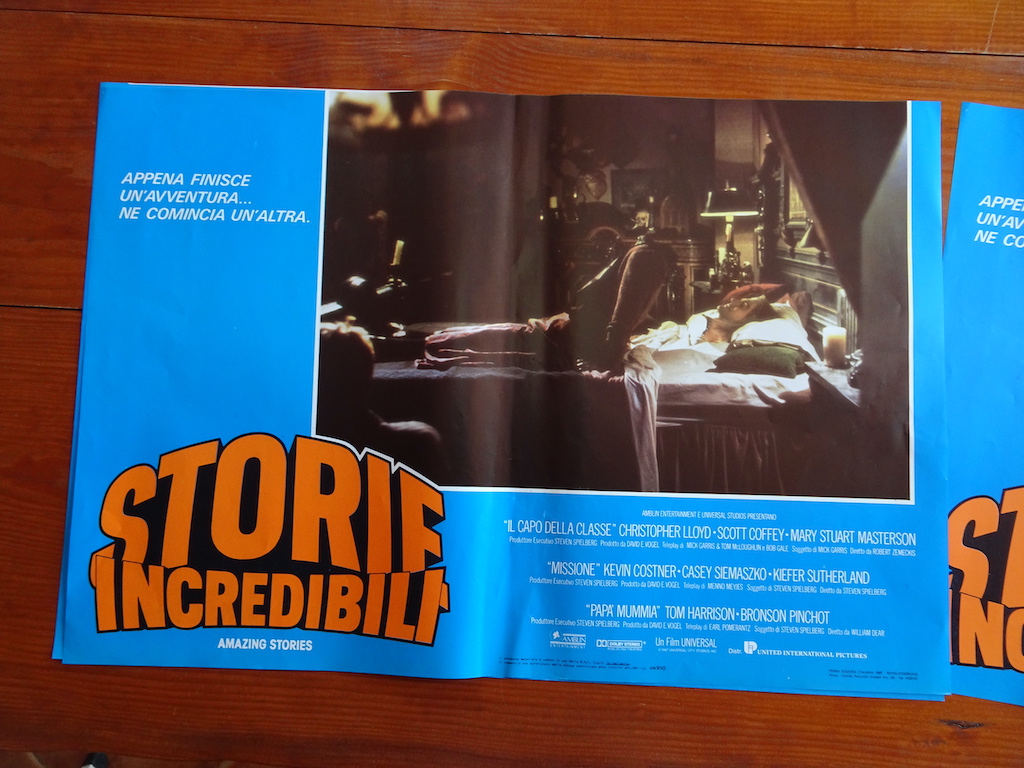 APPENA FINISCE
UN'AVVENTURA...
NE COMINCIA UN'ALTRA.
STORIE
INCREDIBILI
AMAZING STORIES
AMBLIN ENTERTAINMENT E UNIVERSAL STUDIOS PRESENTANO
"IL CAPO DELLA CLASSE" CHRISTOPHER LLOYD • SCOTT COFFEY • MARY STUART MASTERSON
Produttore Esecutivo STEVEN SPIELBERG Prodotto da DAVID E. VOGEL Teleplay di MICK GARRIS & TOM McLOUGHLIN e BOB GALE Soggetto di MICK GARRIS Diretto da ROBERT ZEMECKIS
"MISSIONE" KEVIN COSTNER • CASEY SIEMASZKO • KIEFER SUTHERLAND
Produttore Esecutivo STEVEN SPIELBERG Prodotto da DAVID E. VOGEL Teleplay di MENNO MEYJES Soggetto di STEVEN SPIELBERG Diretto da STEVEN SPIELBERG
"PAPA' MUMMIA" TOM HARRISON • BRONSON PINCHOT
Produttore Esecutivo STEVEN SPIELBERG Prodotto da DAVID E. VOGEL Teleplay di EARL POMERANTZ Soggetto di STEVEN SPIELBERG Diretto da WILLIAM DEAR
AMBLIN
ENTERTAINMENT
DOLBY STEREO
Un Film UNIVERSAL
Distr. UNITED INTERNATIONAL PICTURES
APPE
UN'AV
NE CO
ST
INC